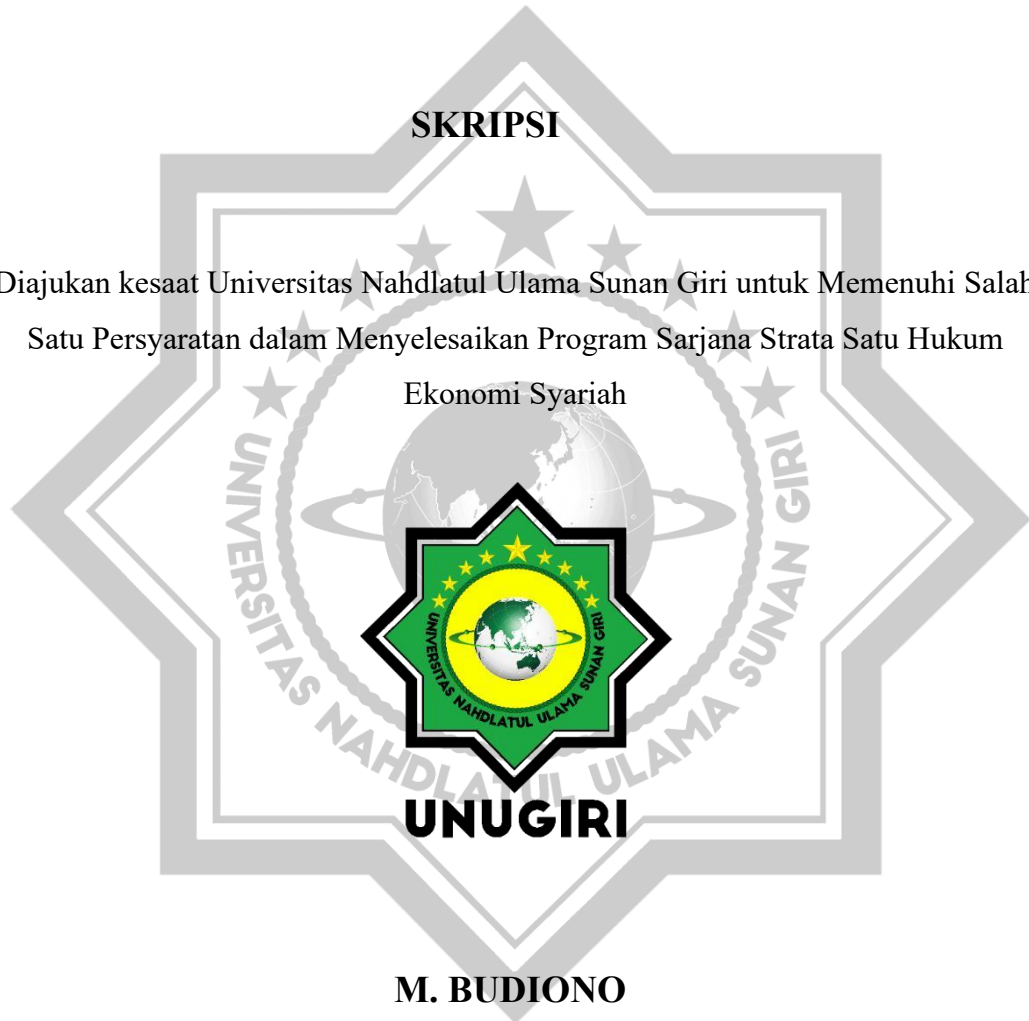 SKRIPSI
Diajukan kesaat Universitas Nahdlatul Ulama Sunan Giri untuk Memenuhi Salah
Satu Persyaratan dalam Menyelesaikan Program Sarjana Strata Satu Hukum
Ekonomi Syariah
UNIVERSITAS NAHDLATUL ULAMA SUNAN GIRI
UNIVERSITAS NAHDLATUL ULAMA SUNAN GIRI
UNUGIRI
M. BUDIONO